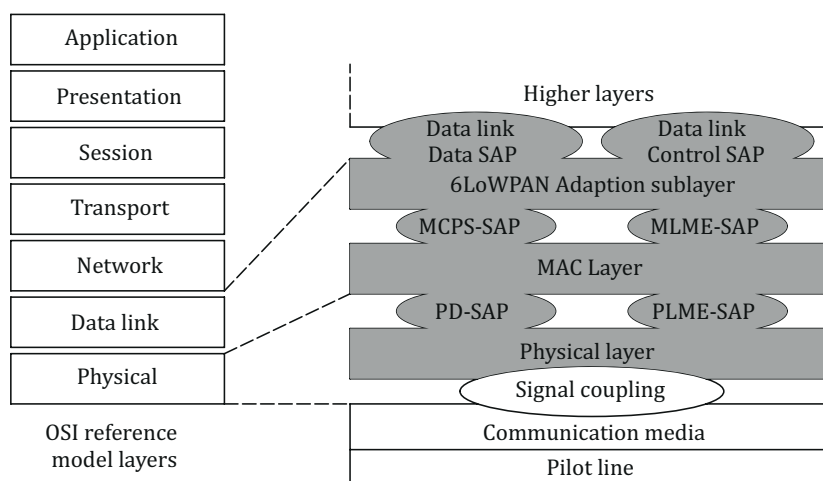 Application
Presentation
Session
Transport
Network
Data link
Physical
OSI reference
model layers
Higher layers
Data link
Data SAP
Data link
Control SAP
6LoWPAN Adaption sublayer
MCPS-SAP
MLME-SAP
MAC Layer
PD-SAP
PLME-SAP
Physical layer
Signal coupling
Communication media
Pilot line